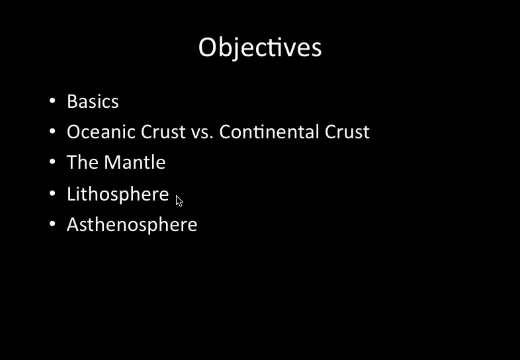 Objectives
• Basics
• Oceanic Crust vs. Continental Crust
• The Mantle
• Lithosphere
• Asthenosphere